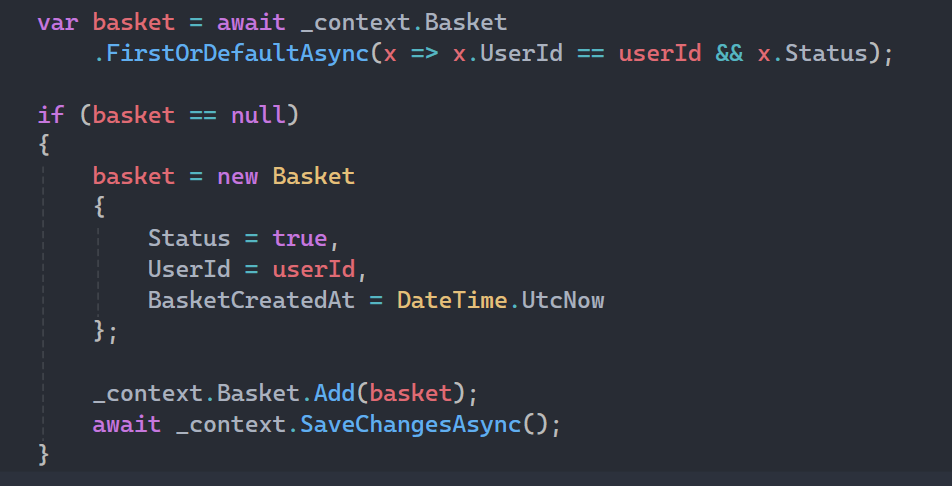 var basket = await _context.Basket
    .FirstOrDefaultAsync(x => x.UserId == userId && x.Status);

if (basket == null)
{
    basket = new Basket
    {
        Status = true,
        UserId = userId,
        BasketCreatedAt = DateTime.UtcNow
    };

    _context.Basket.Add(basket);
    await _context.SaveChangesAsync();
}